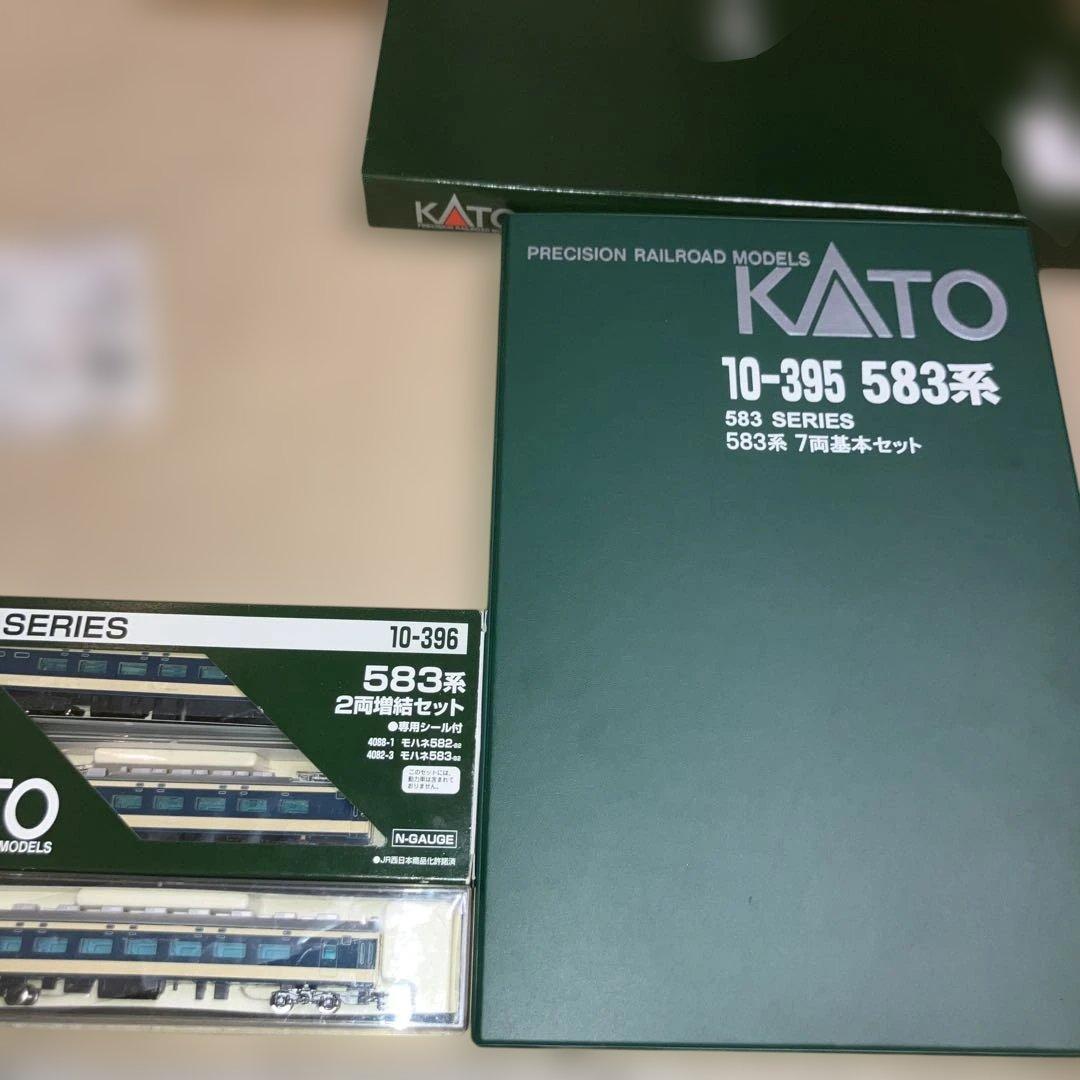 KATO
PRECISION RAILROAD MODELS
KATO
10-395 583系
583 SERIES
583系 7両基本セット
SERIES
10-396
583系
2両増結セット
●専用シール付
4088-1 モハネ582-82
4082-3 モハネ583-82
このセットには、
動力車は含まれて
おりません。
TO
MODELS
N-GAUGE
●JR西日本商品化許諾済